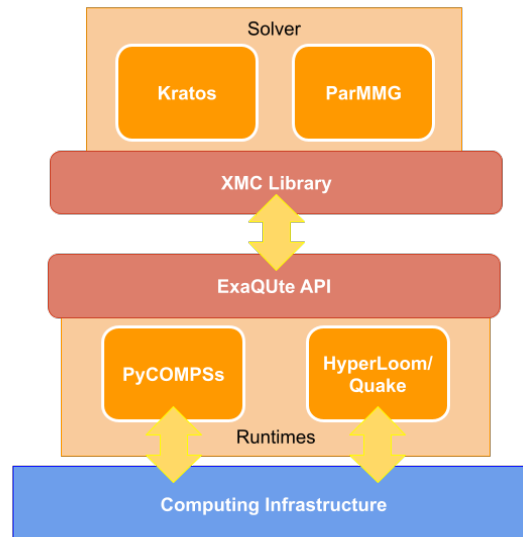 Solver
Kratos
ParMMG
XMC Library
ExaQUte API
PyCOMPSs
HyperLoom/
Quake
Runtimes
Computing Infrastructure